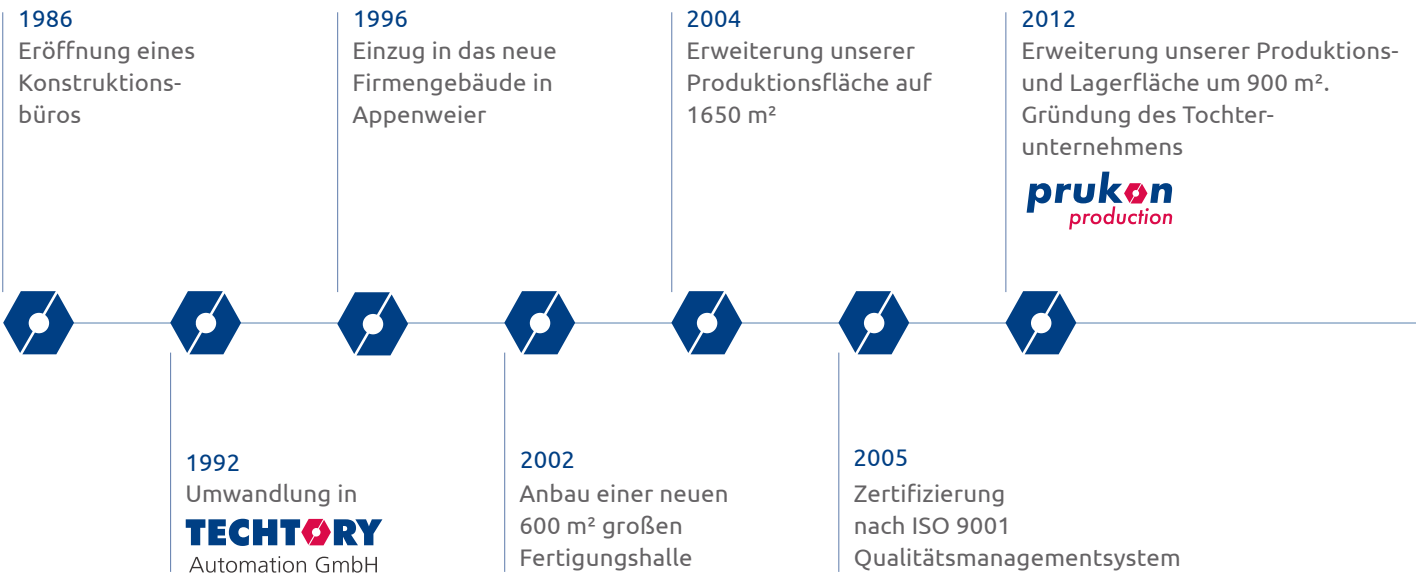 1986
Eröffnung eines
Konstruktions-
büros
1992
Umwandlung in
TECHTORY
Automation GmbH
1996
Einzug in das neue
Firmengebäude in
Appenweier
2002
Anbau einer neuen
600 m² großen
Fertigungshalle
2004
Erweiterung unserer
Produktionsfläche auf
1650 m²
2005
Zertifizierung
nach ISO 9001
Qualitätsmanagementsystem
2012
Erweiterung unserer Produktions-
und Lagerfläche um 900 m².
Gründung des Tochter-
unternehmens
prukon
production